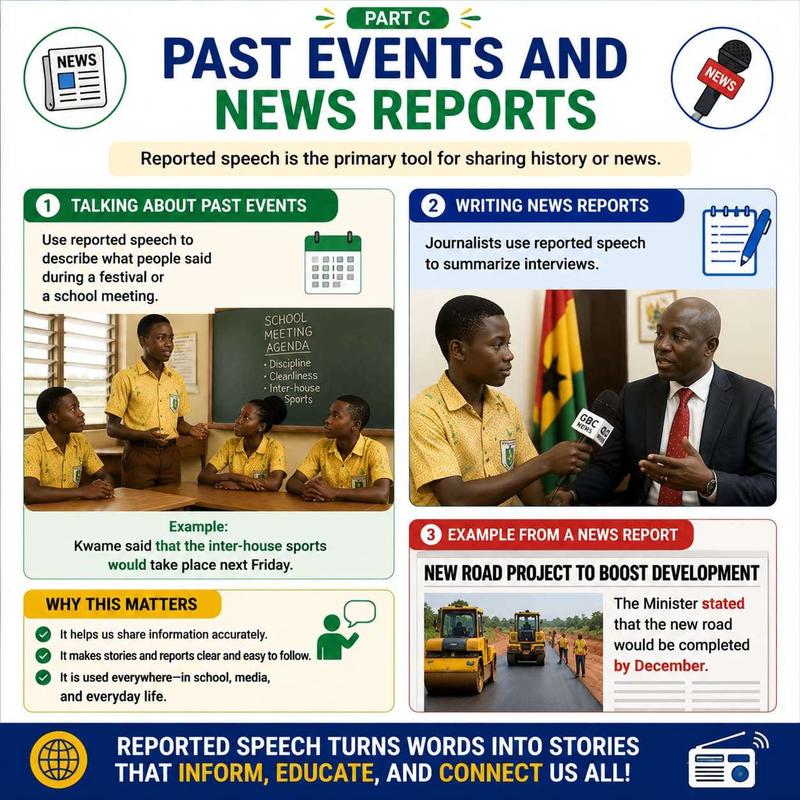 PART C
PAST EVENTS AND
NEWS REPORTS
NEWS
NEWS
Reported speech is the primary tool for sharing history or news.
1 TALKING ABOUT PAST EVENTS
Use reported speech to
describe what people said
during a festival or
a school meeting.
SCHOOL
MEETING
AGENDA
• Discipline
• Cleanliness
• Inter-house
Sports
Example:
Kwame said that the inter-house sports
would take place next Friday.
WHY THIS MATTERS
It helps us share information accurately.
It makes stories and reports clear and easy to follow.
It is used everywhere—in school, media,
and everyday life.
2 WRITING NEWS REPORTS
Journalists use reported speech
to summarize interviews.
GBC
NEWS
3 EXAMPLE FROM A NEWS REPORT
NEW ROAD PROJECT TO BOOST DEVELOPMENT
The Minister stated
that the new road
would be completed
by December.
REPORTED SPEECH TURNS WORDS INTO STORIES
THAT INFORM, EDUCATE, AND CONNECT US ALL!